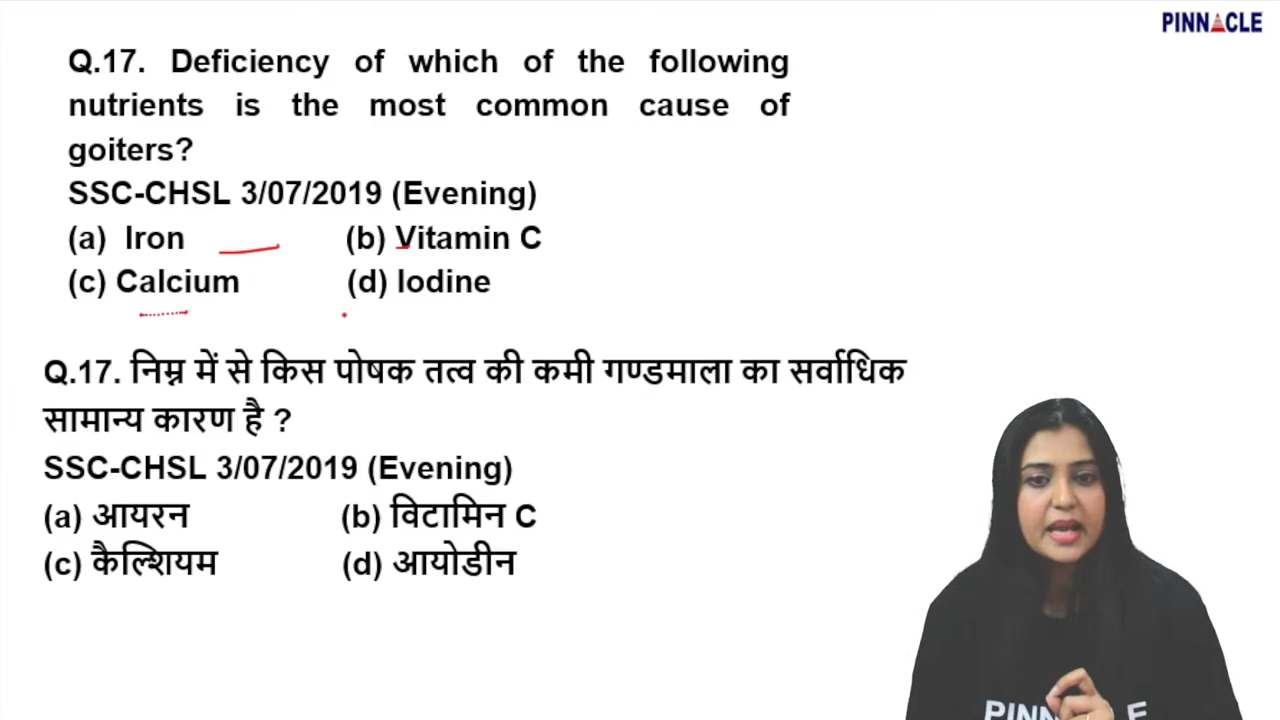 PINNACLE
Q.17. Deficiency of which of the following
nutrients is the most common cause of
goiters?
SSC-CHSL 3/07/2019 (Evening)
(a) Iron (b) Vitamin C
(c) Calcium (d) Iodine
Q.17. निम्न में से किस पोषक तत्व की कमी गण्डमाला का सर्वाधिक
सामान्य कारण है ?
SSC-CHSL 3/07/2019 (Evening)
(a) आयरन (b) विटामिन C
(c) कैल्शियम (d) आयोडीन